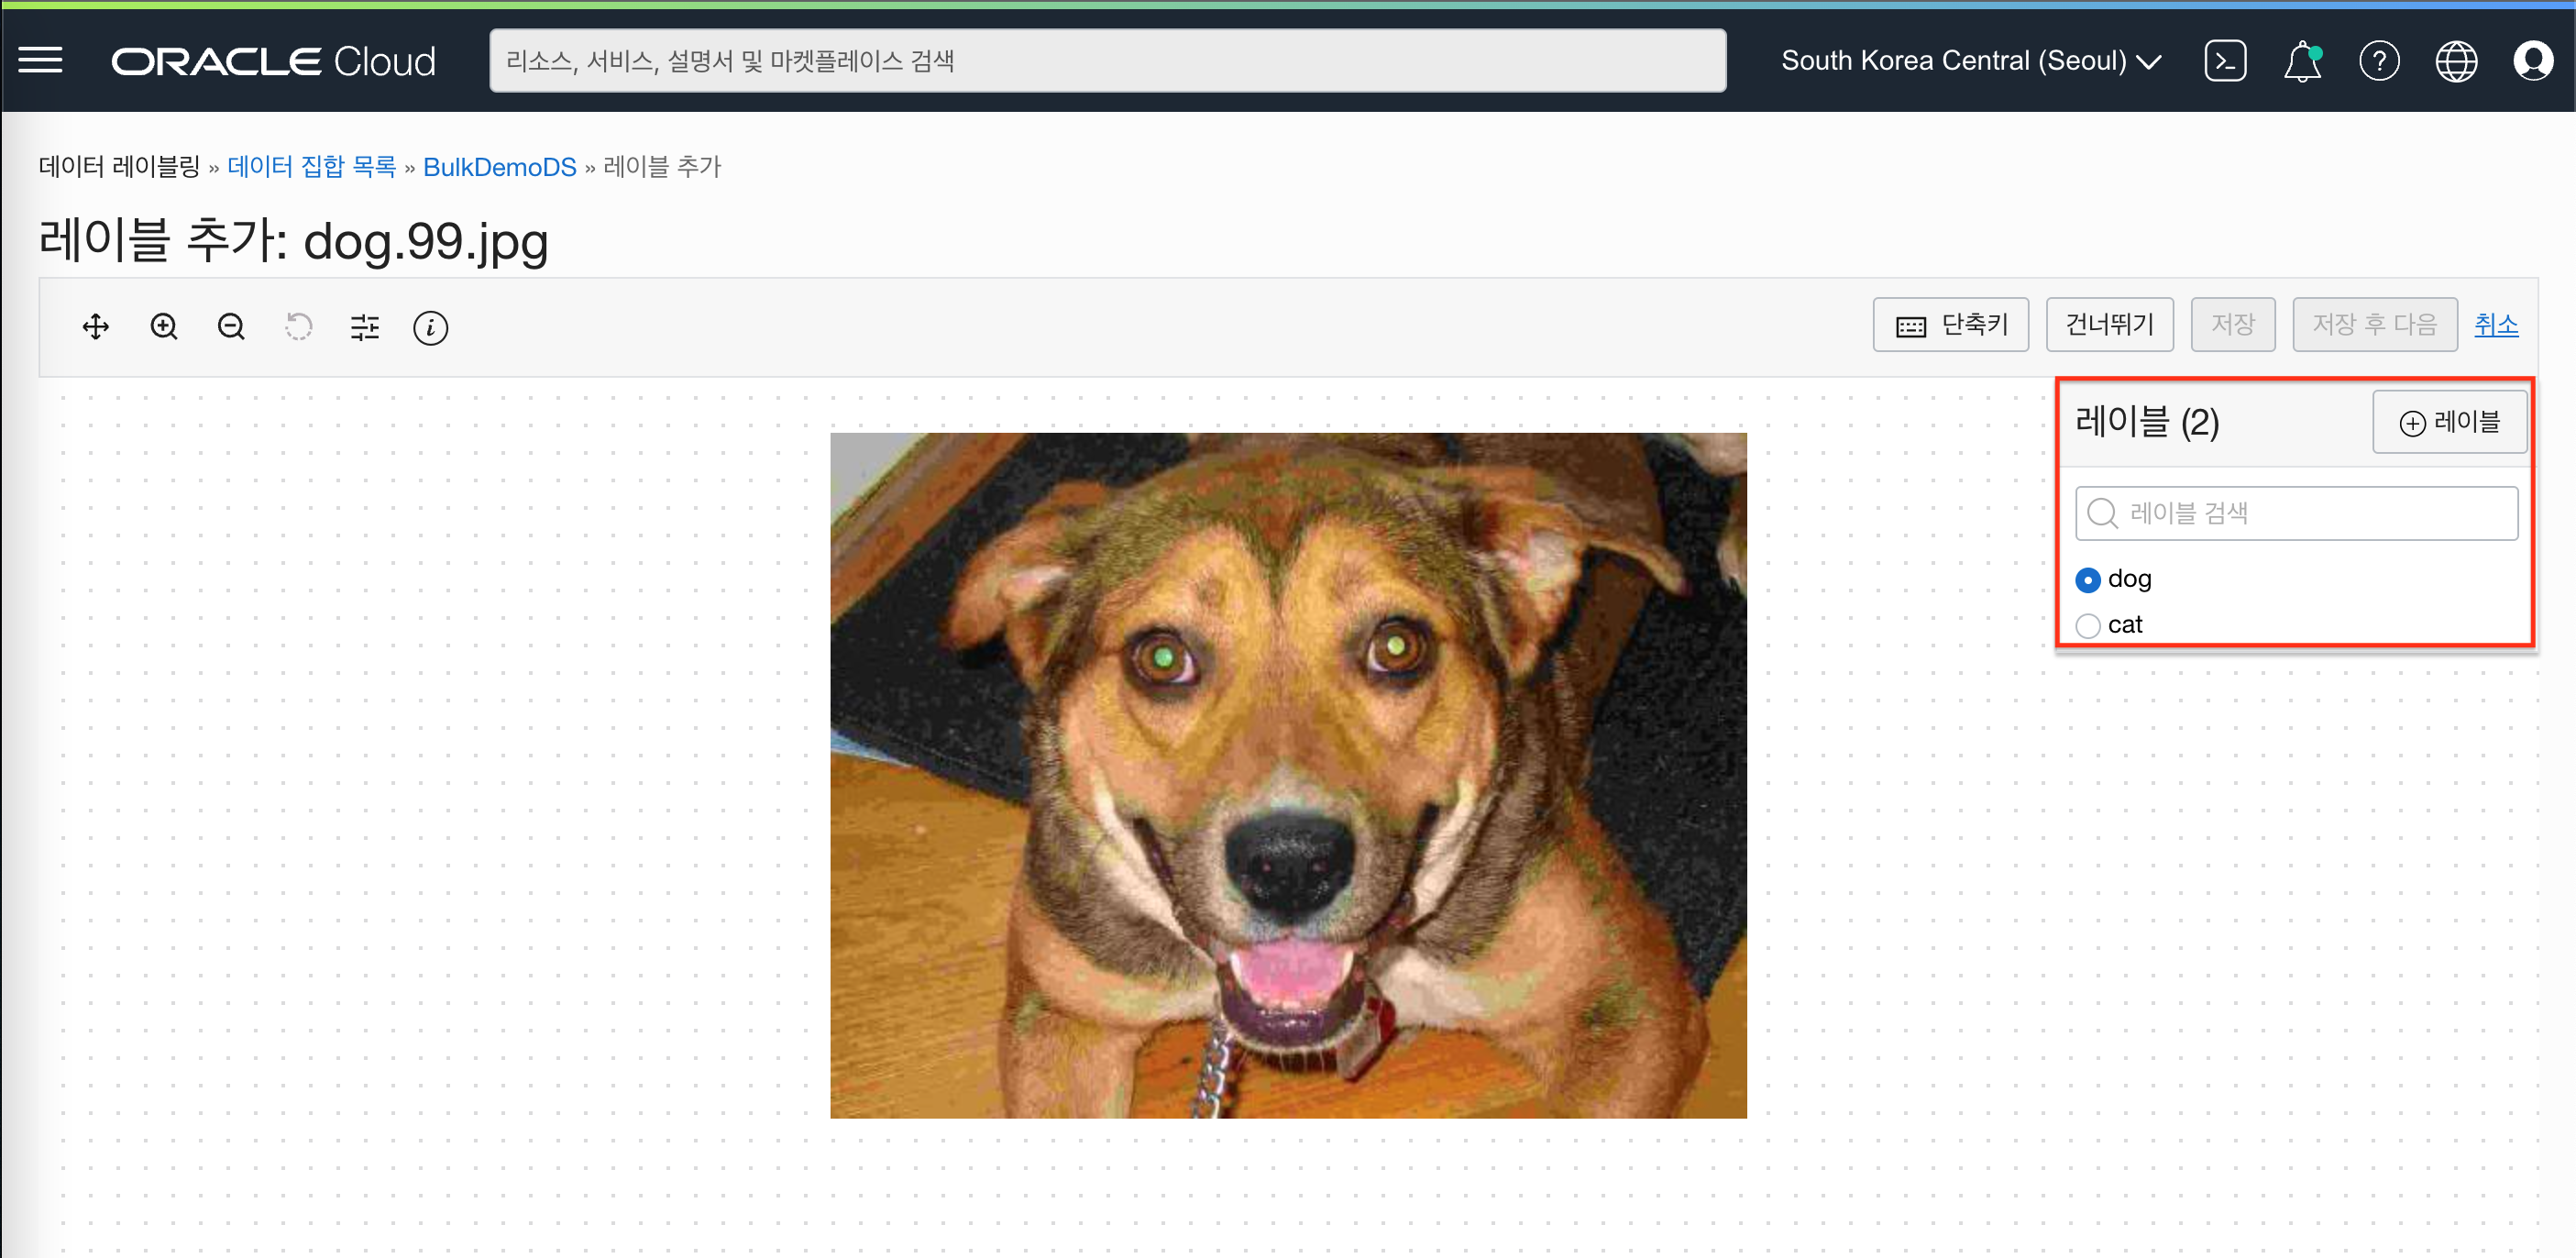 ORACLE Cloud
리소스, 서비스, 설명서 및 마켓플레이스 검색
South Korea Central (Seoul)
데이터 레이블링 » 데이터 집합 목록 » BulkDemoDS » 레이블 추가
레이블 추가: dog.99.jpg
단축키
건너뛰기
저장
저장 후 다음
취소
레이블 (2)
레이블
레이블 검색
dog
cat